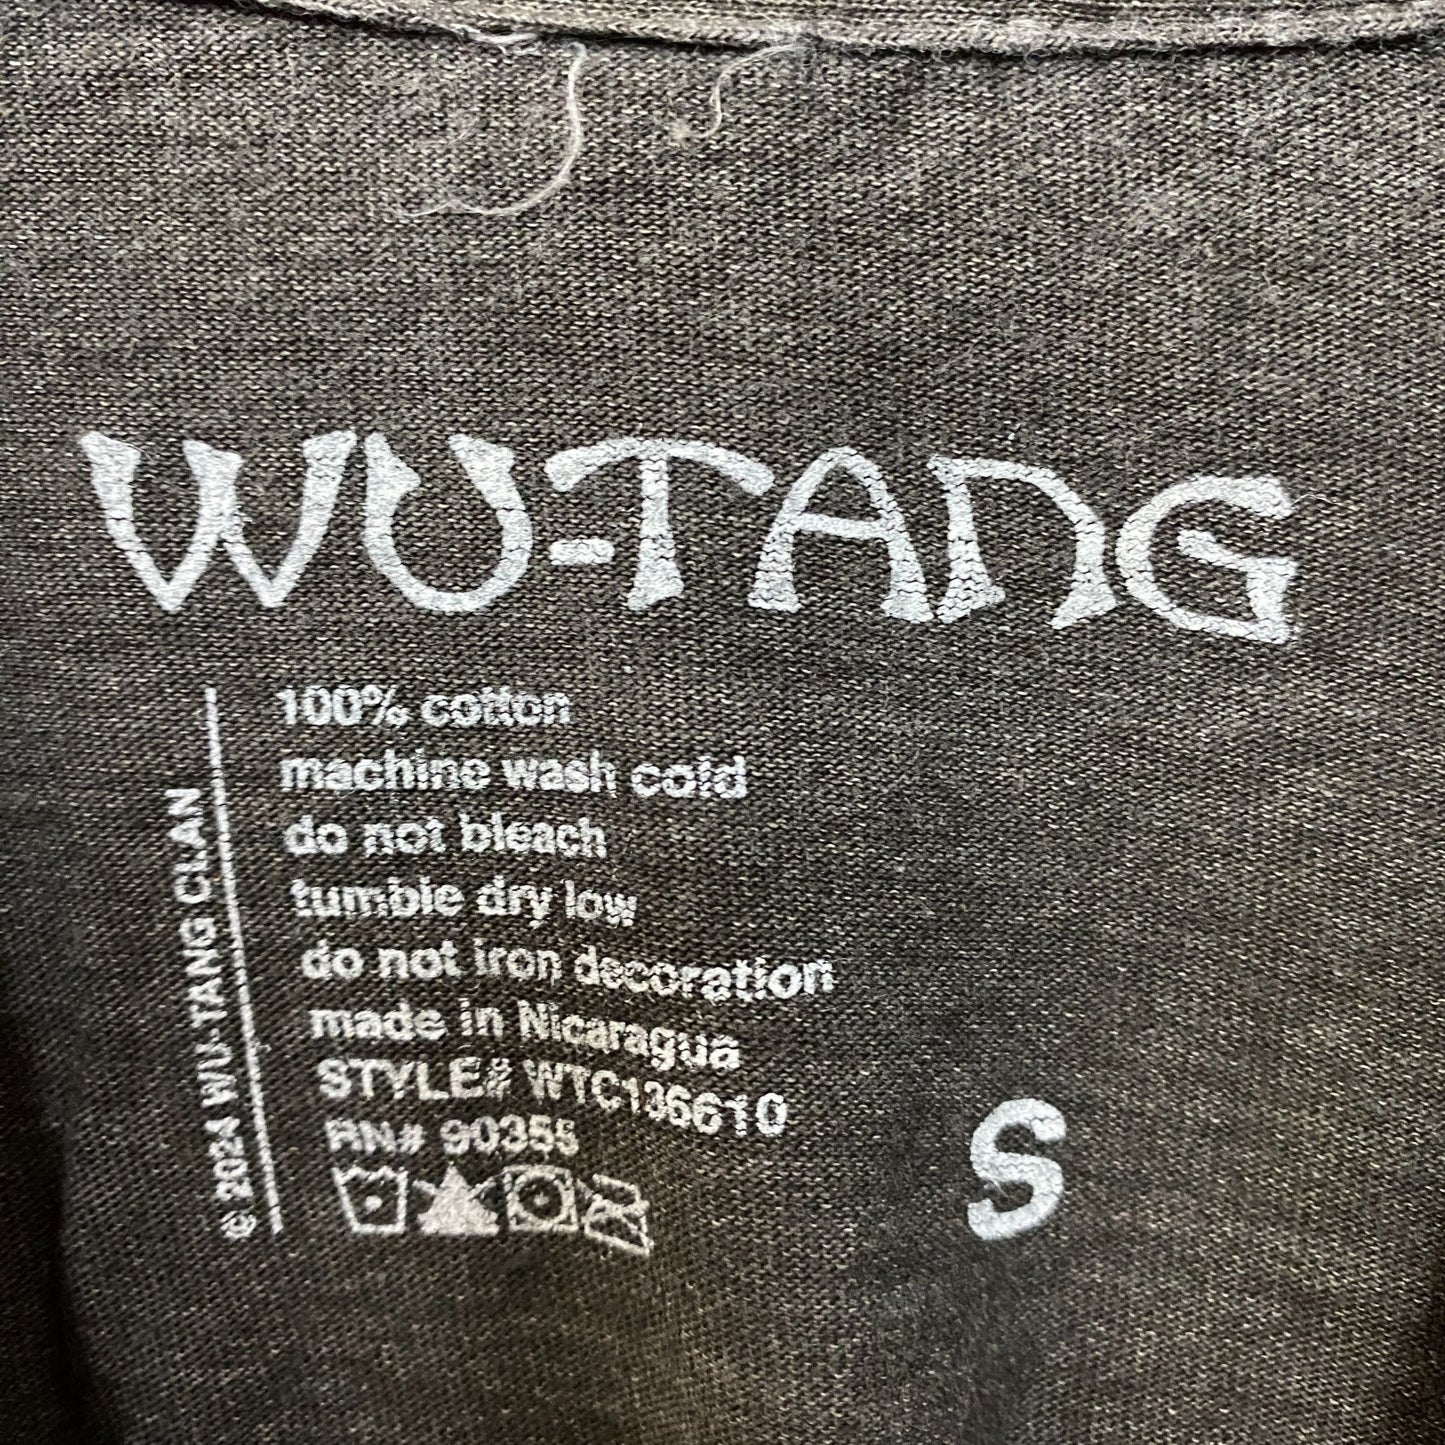 WU-TANG
100% cotton
machine wash cold
do not bleach
tumble dry low
do not iron decoration
made in Nicaragua
STYLE# WTC136610
RN# 90355
© 2024 WU-TANG CLAN
S